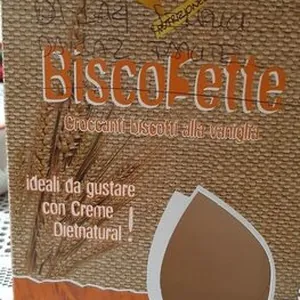 Biscofette
Croccanti biscotti alla vaniglia
ideali da gustare
con Creme
Dietnatural !